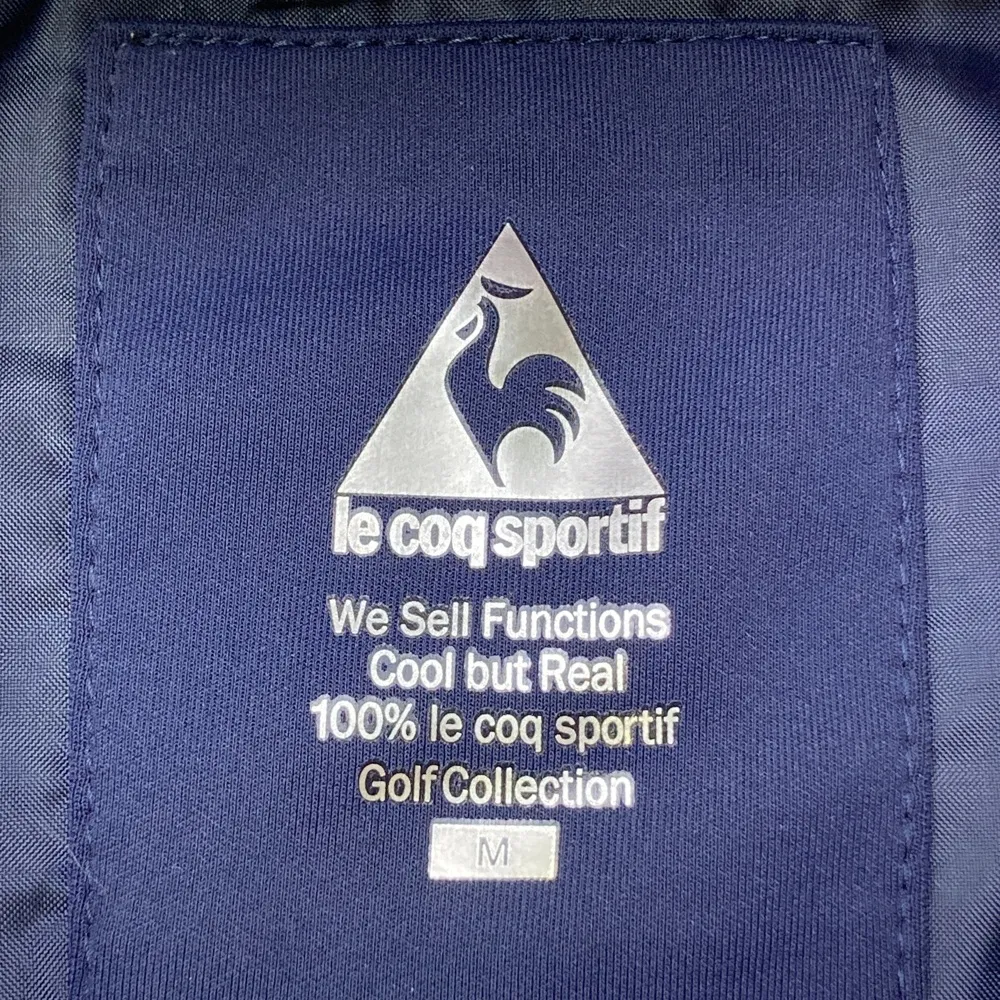 le coq sportif
We Sell Functions
Cool but Real
100% le coq sportif
Golf Collection
M